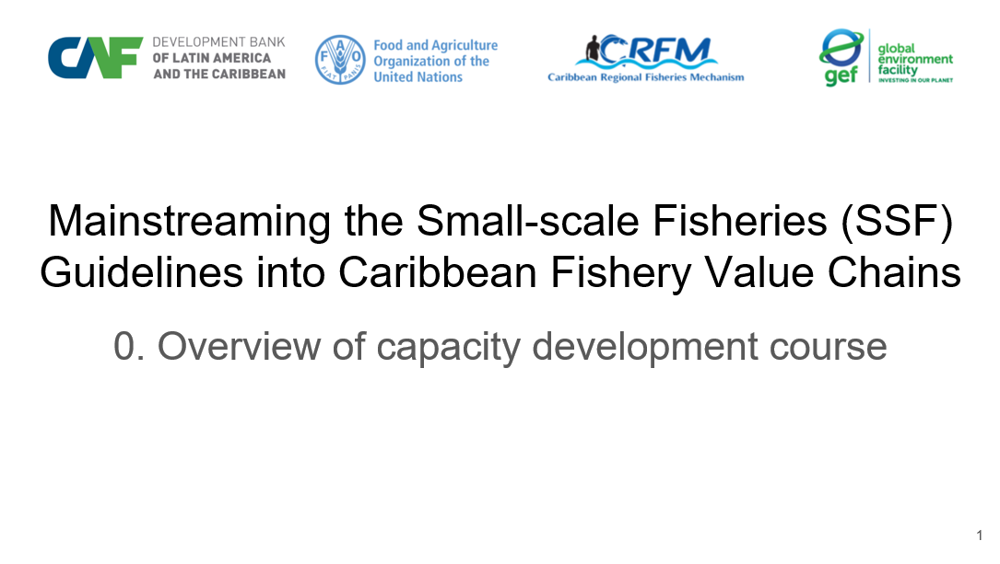 CAF
DEVELOPMENT BANK
OF LATIN AMERICA
AND THE CARIBBEAN
FAO
FIAT PANIS
Food and Agriculture
Organization of the
United Nations
CRFM
Caribbean Regional Fisheries Mechanism
gef
global
environment
facility
INVESTING IN OUR PLANET
Mainstreaming the Small-scale Fisheries (SSF)
Guidelines into Caribbean Fishery Value Chains
0. Overview of capacity development course
1